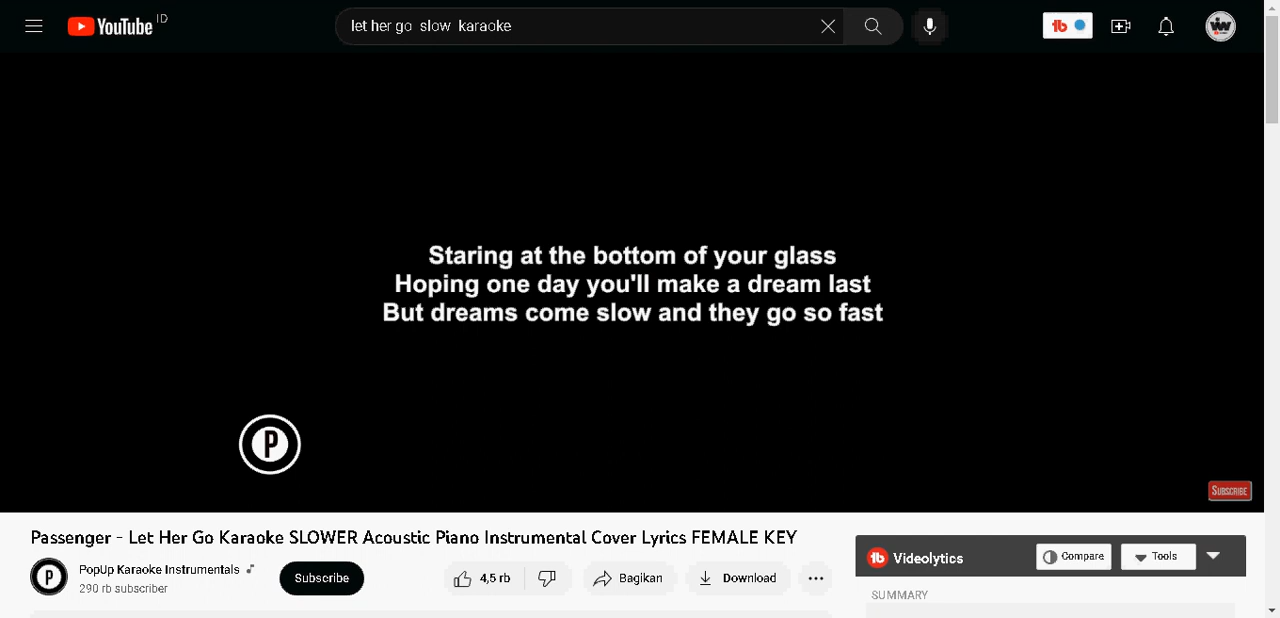 YouTube ID
let her go slow karaoke
Staring at the bottom of your glass
Hoping one day you'll make a dream last
But dreams come slow and they go so fast
P
SUBSCRIBE
Passenger - Let Her Go Karaoke SLOWER Acoustic Piano Instrumental Cover Lyrics FEMALE KEY
P
PopUp Karaoke Instrumentals
290 rb subscriber
Subscribe
4,5 rb
Bagikan
Download
tb Videolytics
Compare
Tools
SUMMARY